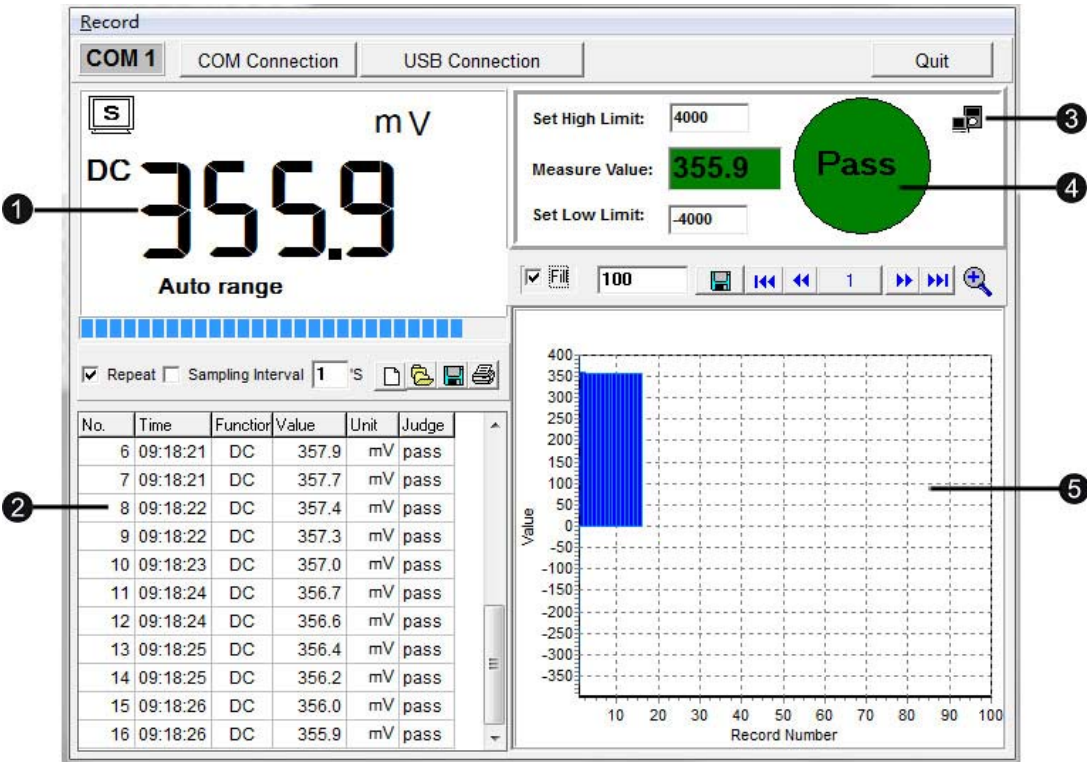 Record
COM 1 COM Connection USB Connection Quit
S
mV
DC 355.9
Auto range
Set High Limit: 4000
Measure Value: 355.9
Set Low Limit: -4000
Pass
3
4
1
Fill 100 1
Repeat Sampling Interval 1 'S
No. Time Function Value Unit Judge
6 09:18:21 DC 357.9 mV pass
7 09:18:21 DC 357.7 mV pass
8 09:18:22 DC 357.4 mV pass
9 09:18:22 DC 357.3 mV pass
10 09:18:23 DC 357.0 mV pass
11 09:18:24 DC 356.7 mV pass
12 09:18:24 DC 356.6 mV pass
13 09:18:25 DC 356.4 mV pass
14 09:18:25 DC 356.2 mV pass
15 09:18:26 DC 356.0 mV pass
16 09:18:26 DC 355.9 mV pass
2
Value
400
350
300
250
200
150
100
50
0
-50
-100
-150
-200
-250
-300
-350
10 20 30 40 50 60 70 80 90 100
Record Number
5